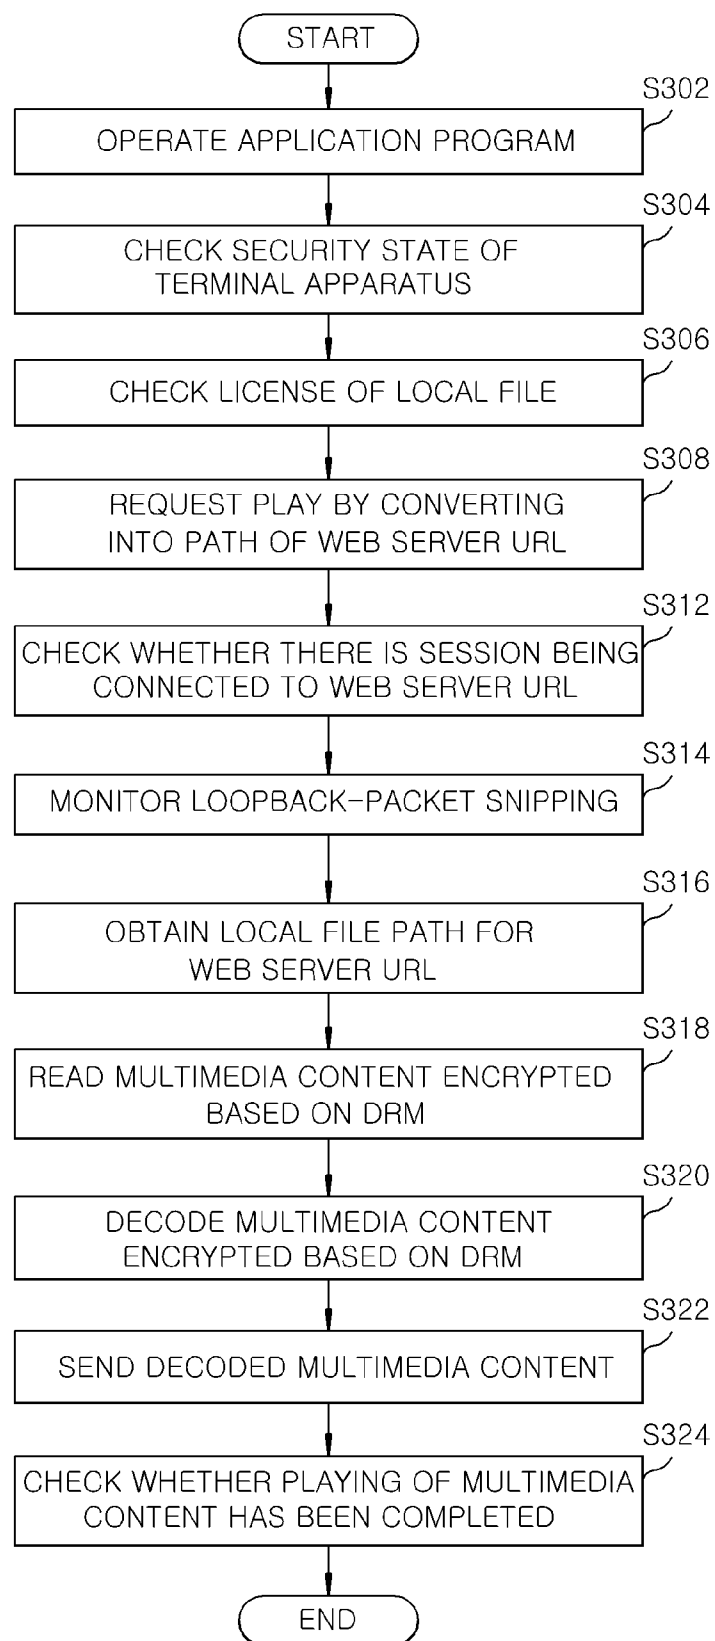 START
S302
OPERATE APPLICATION PROGRAM
S304
CHECK SECURITY STATE OF
TERMINAL APPARATUS
S306
CHECK LICENSE OF LOCAL FILE
S308
REQUEST PLAY BY CONVERTING
INTO PATH OF WEB SERVER URL
S312
CHECK WHETHER THERE IS SESSION BEING
CONNECTED TO WEB SERVER URL
S314
MONITOR LOOPBACK-PACKET SNIPPING
S316
OBTAIN LOCAL FILE PATH FOR
WEB SERVER URL
S318
READ MULTIMEDIA CONTENT ENCRYPTED
BASED ON DRM
S320
DECODE MULTIMEDIA CONTENT
ENCRYPTED BASED ON DRM
S322
SEND DECODED MULTIMEDIA CONTENT
S324
CHECK WHETHER PLAYING OF MULTIMEDIA
CONTENT HAS BEEN COMPLETED
END